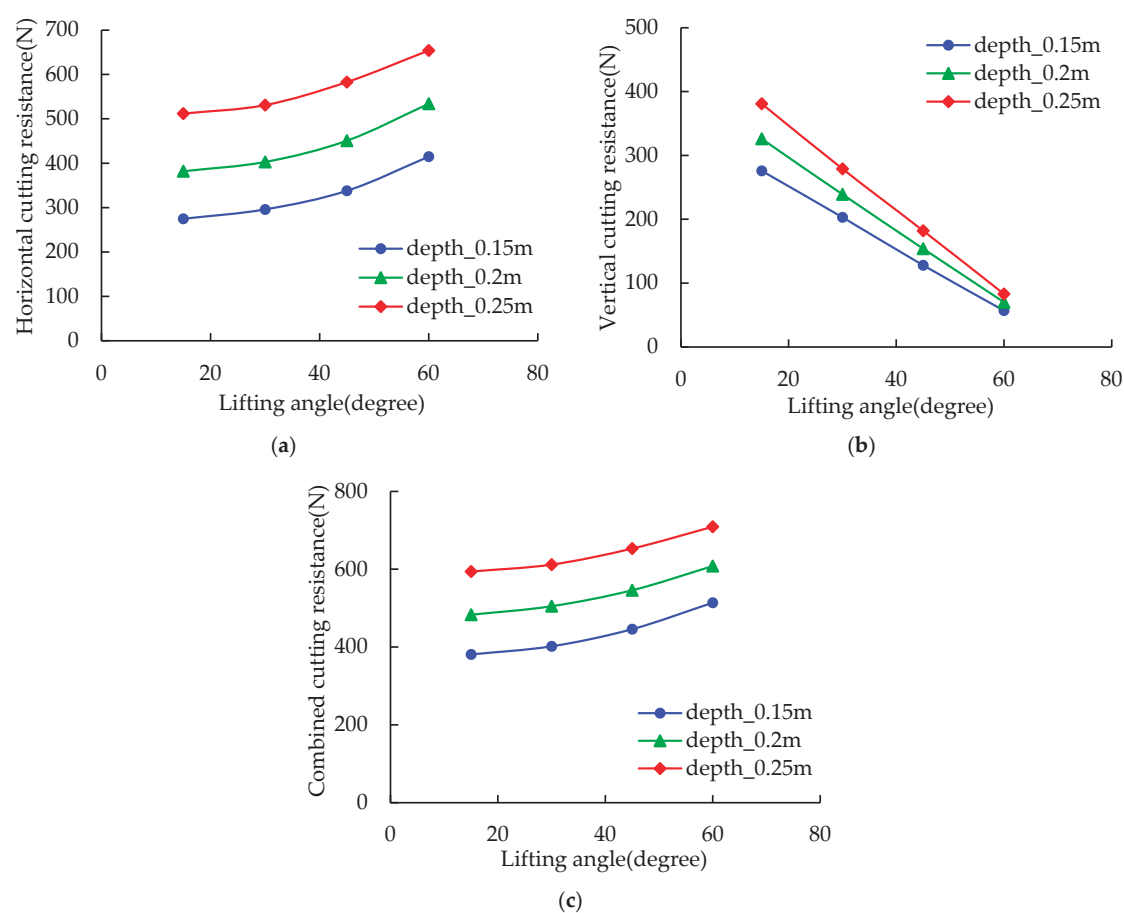 Horizontal cutting resistance(N)
700
600
500
400
300
200
100
0
0 20 40 60 80
Lifting angle(degree)
depth_0.15m
depth_0.2m
depth_0.25m
(a)
Vertical cutting resistance(N)
500
400
300
200
100
0
0 20 40 60 80
Lifting angle(degree)
depth_0.15m
depth_0.2m
depth_0.25m
(b)
Combined cutting resistance(N)
800
600
400
200
0
0 20 40 60 80
Lifting angle(degree)
depth_0.15m
depth_0.2m
depth_0.25m
(c)